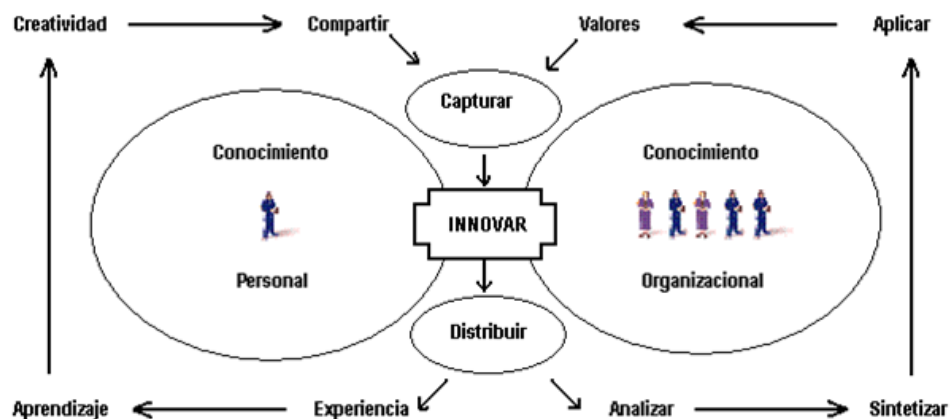 Creatividad
Compartir
Valores
Aplicar
Capturar
Conocimiento
Conocimiento
INNOVAR
Personal
Organizacional
Distribuir
Aprendizaje
Experiencia
Analizar
Sintetizar